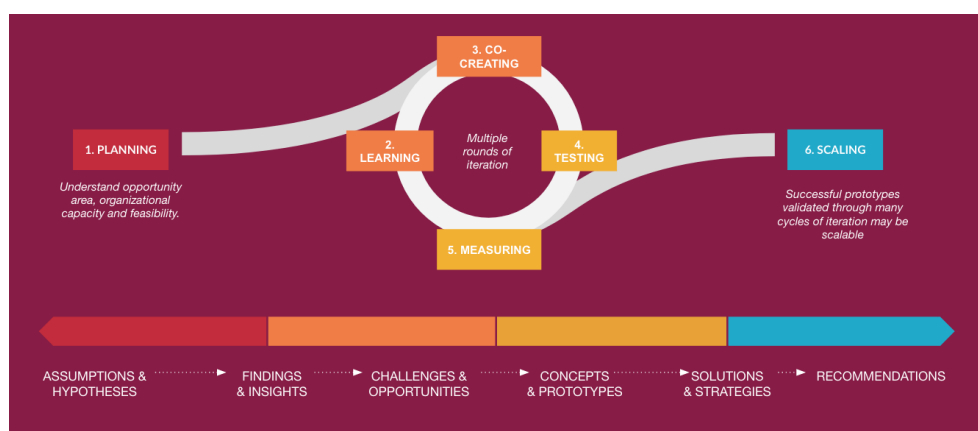 3. CO-
CREATING
1. PLANNING
2.
LEARNING
Multiple
rounds of
iteration
4.
TESTING
6. SCALING
Understand opportunity
area, organizational
capacity and feasibility.
Successful prototypes
validated through many
cycles of iteration may be
scalable
5. MEASURING
ASSUMPTIONS &
HYPOTHESES
FINDINGS
& INSIGHTS
CHALLENGES &
OPPORTUNITIES
CONCEPTS
& PROTOTYPES
SOLUTIONS
& STRATEGIES
RECOMMENDATIONS